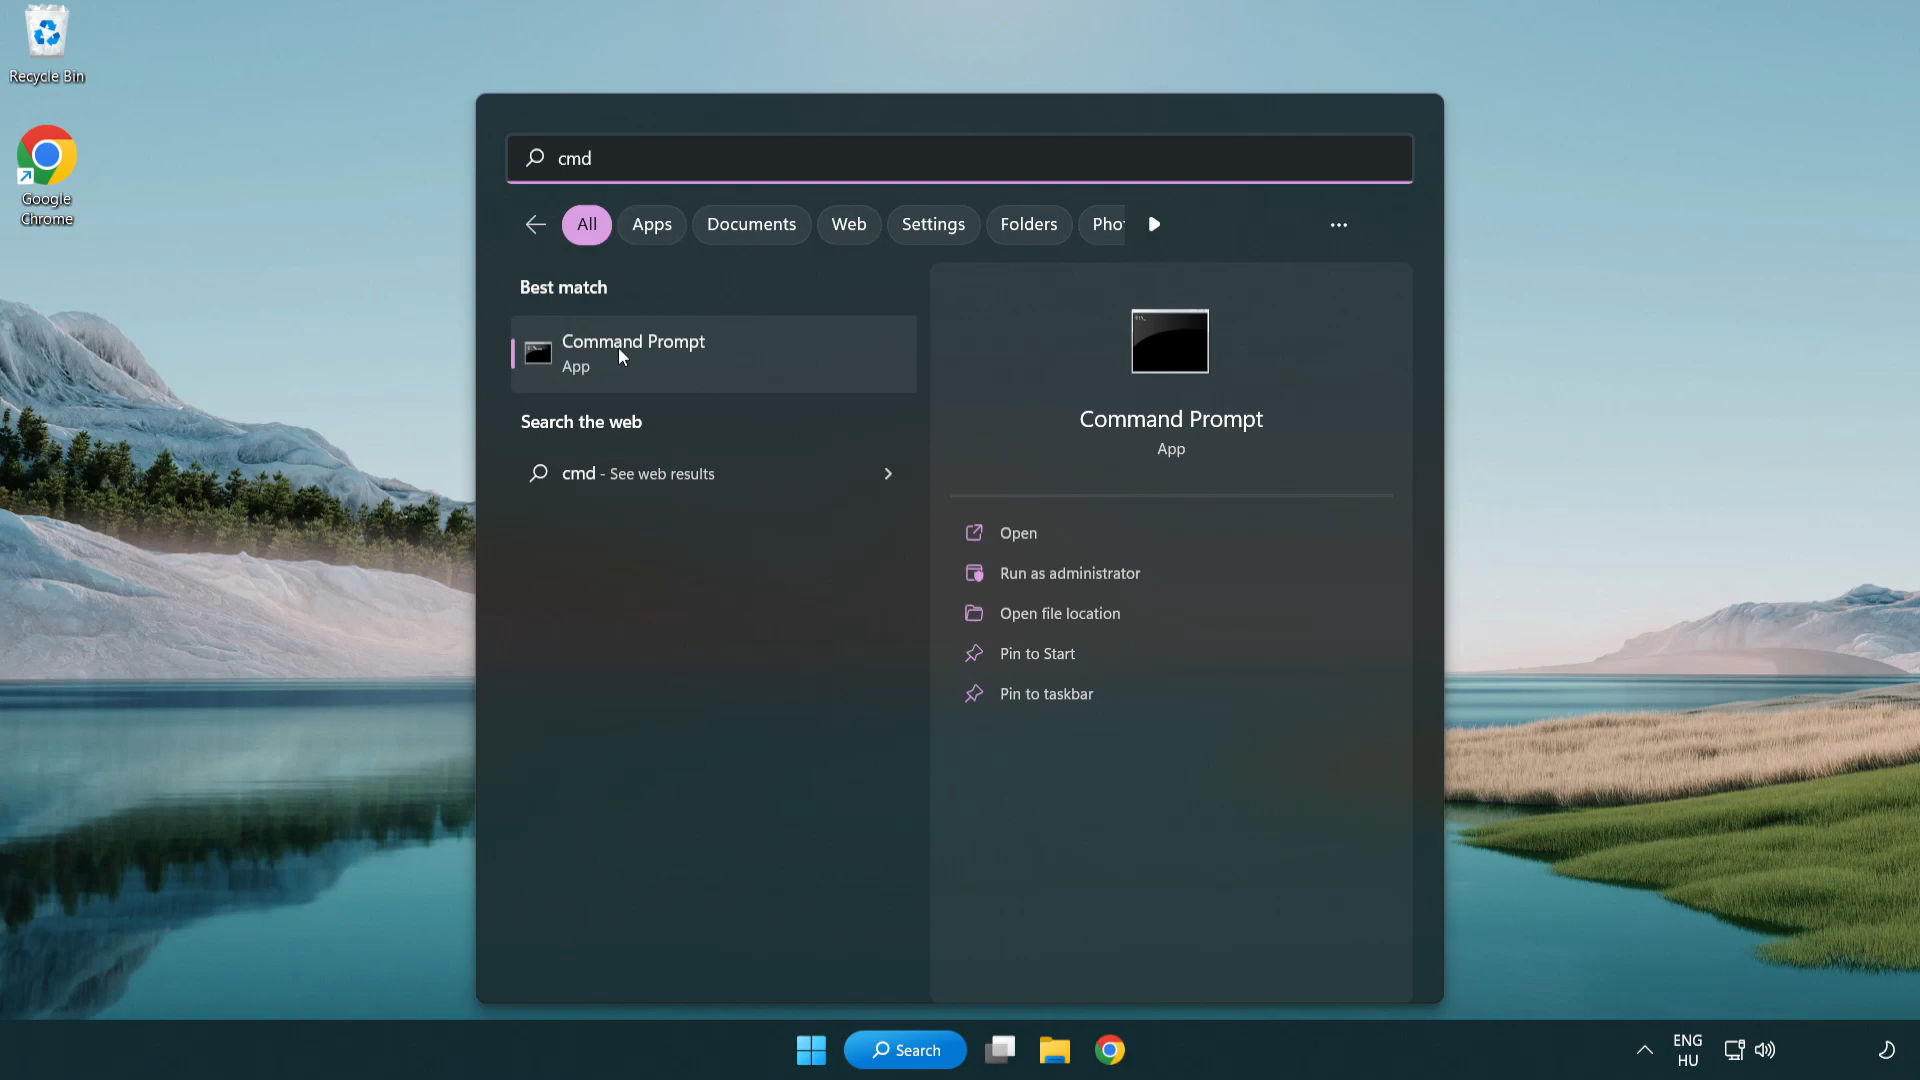 Recycle Bin
Google
Chrome
cmd
All
Apps
Documents
Web
Settings
Folders
Best match
Command Prompt
App
Search the web
cmd - See web results
Command Prompt
App
Open
Run as administrator
Open file location
Pin to Start
Pin to taskbar
Search
ENG
HU